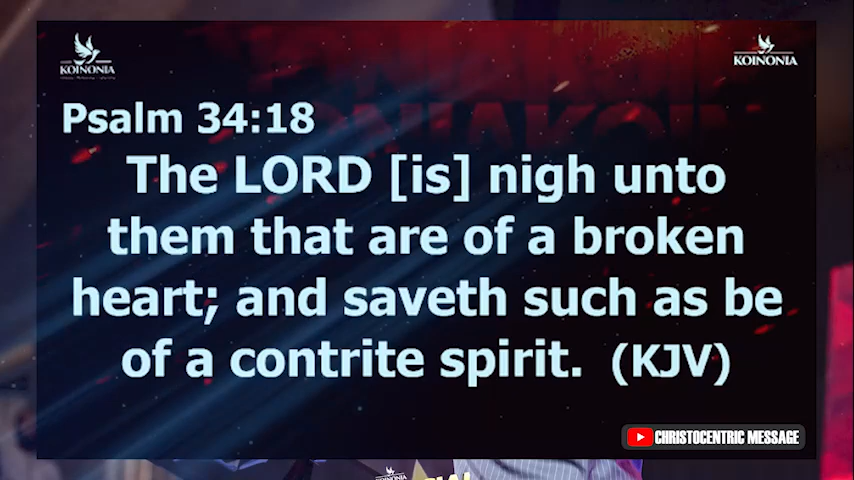 KOINONIA
KOINONIA
Psalm 34:18
The LORD [is] nigh unto
them that are of a broken
heart; and saveth such as be
of a contrite spirit. (KJV)
CHRISTOCENTRIC MESSAGE
KOINONIA